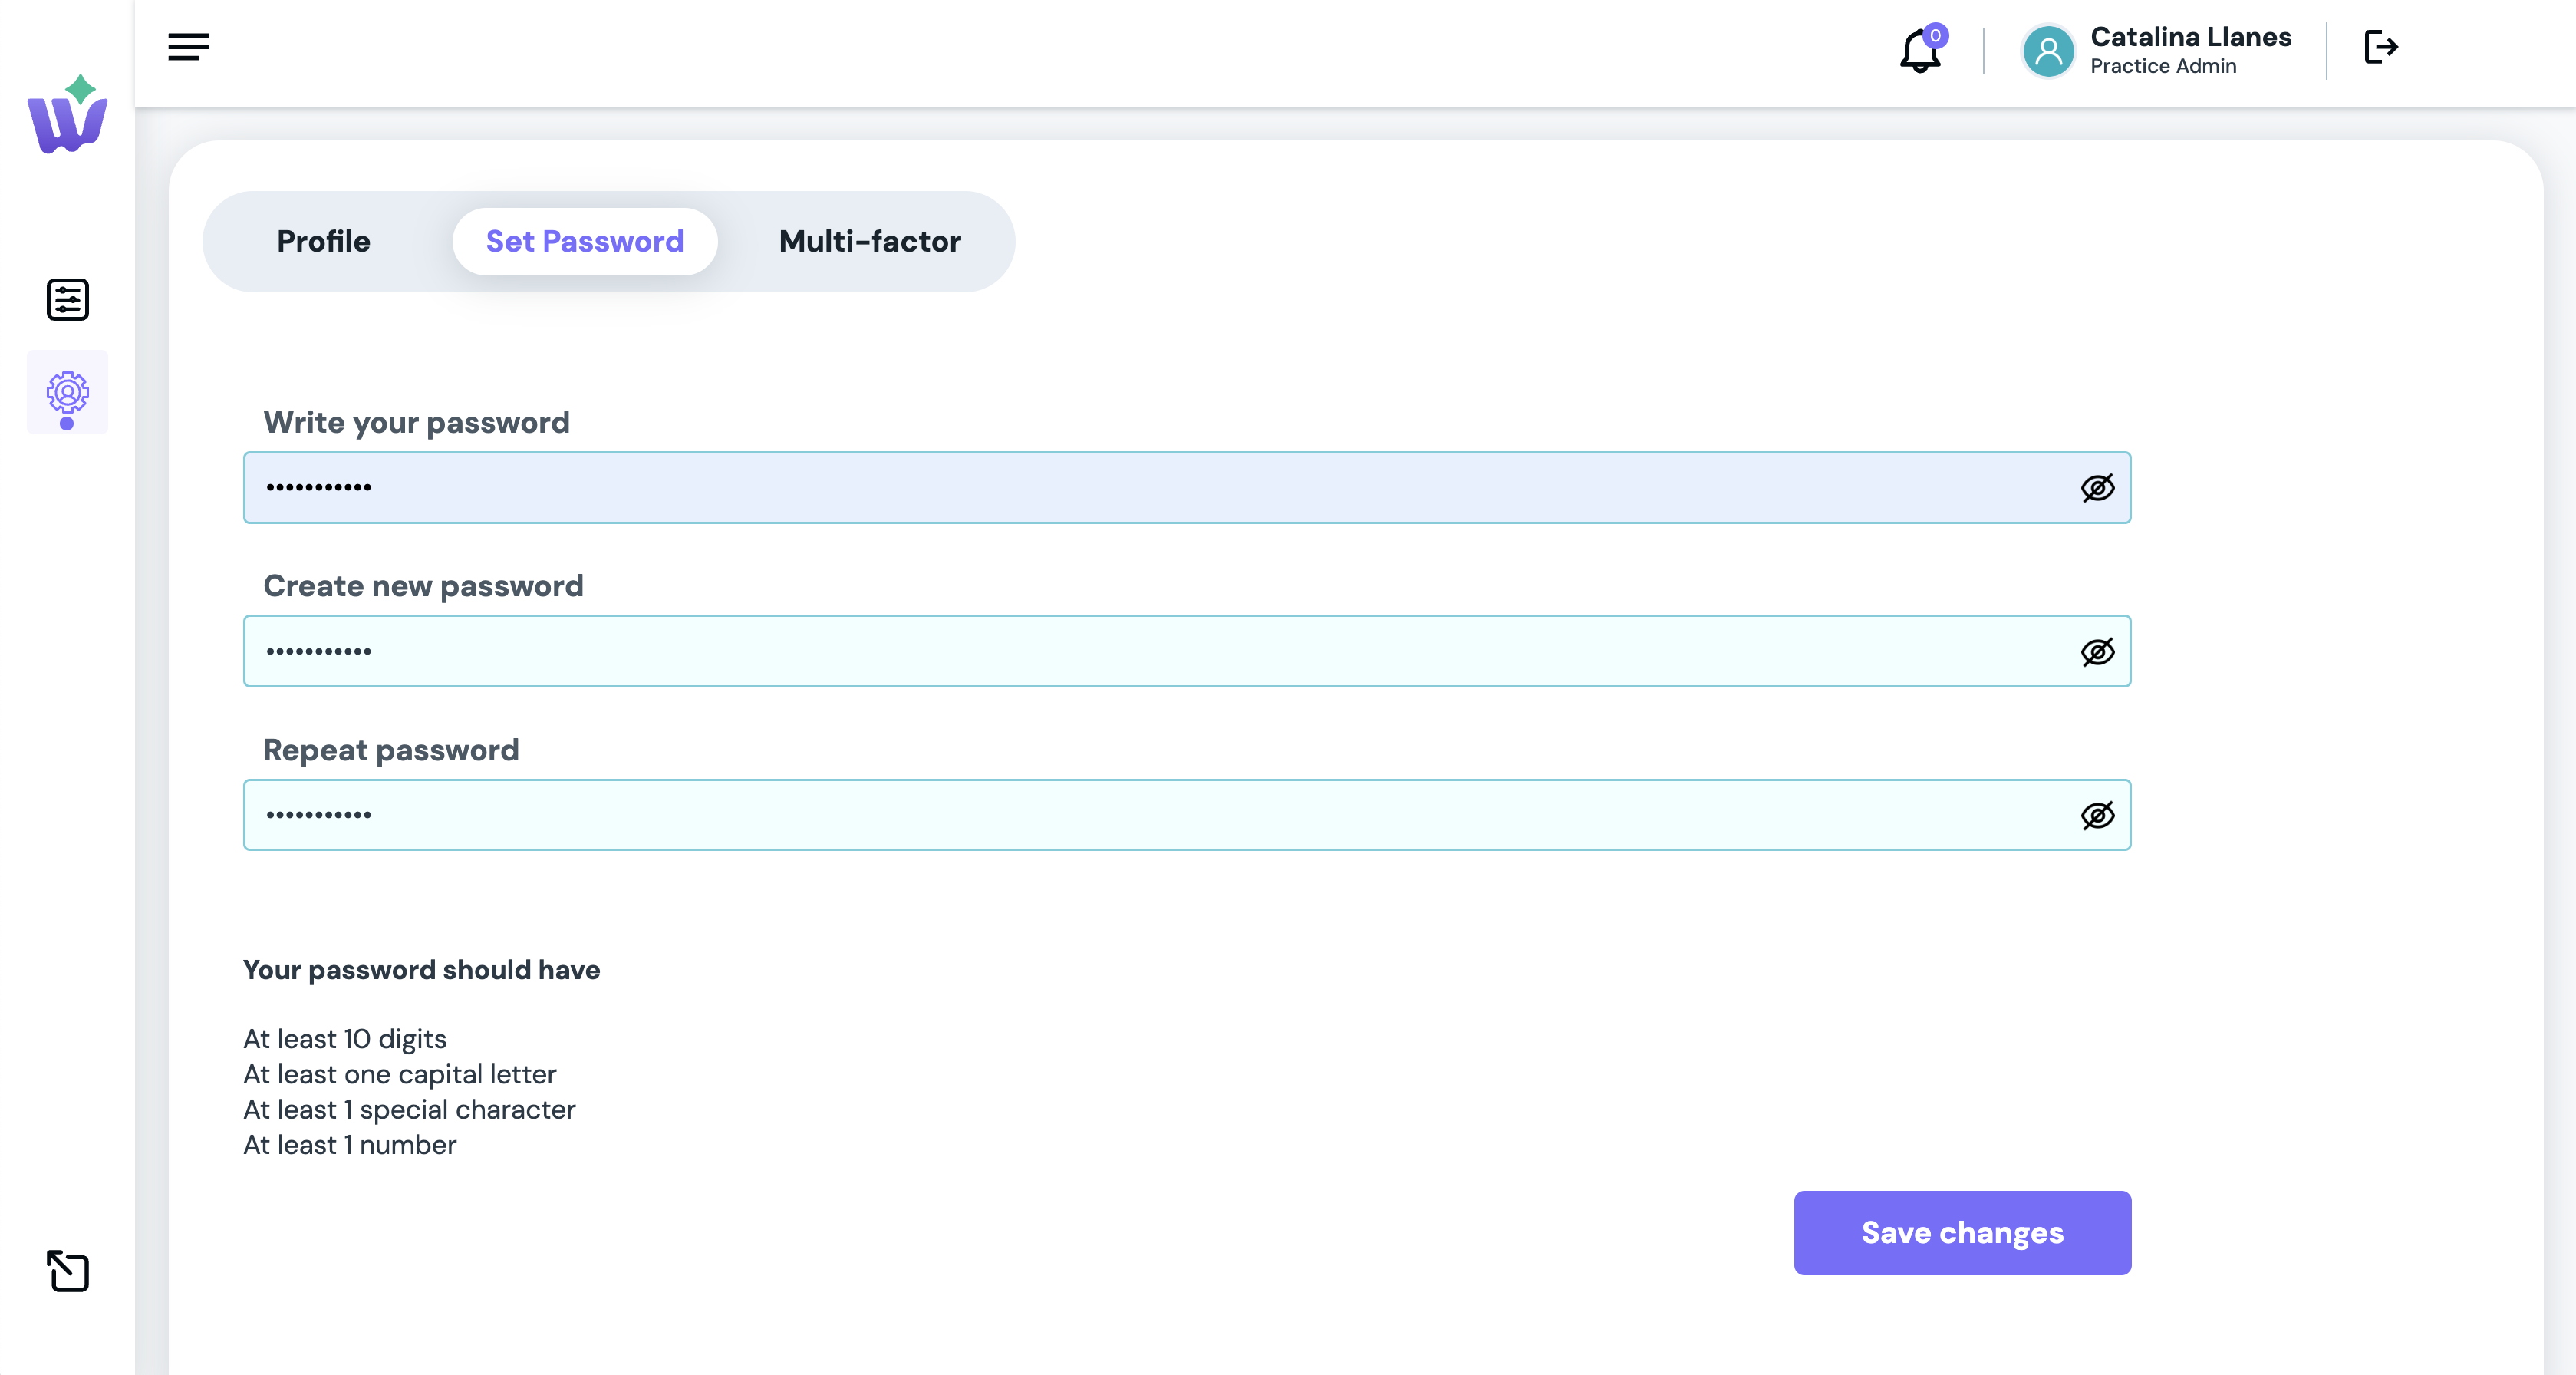 0
Catalina Llanes
Practice Admin
Profile
Set Password
Multi-factor
Write your password
•••••••••••
Create new password
•••••••••••
Repeat password
•••••••••••
Your password should have
At least 10 digits
At least one capital letter
At least 1 special character
At least 1 number
Save changes